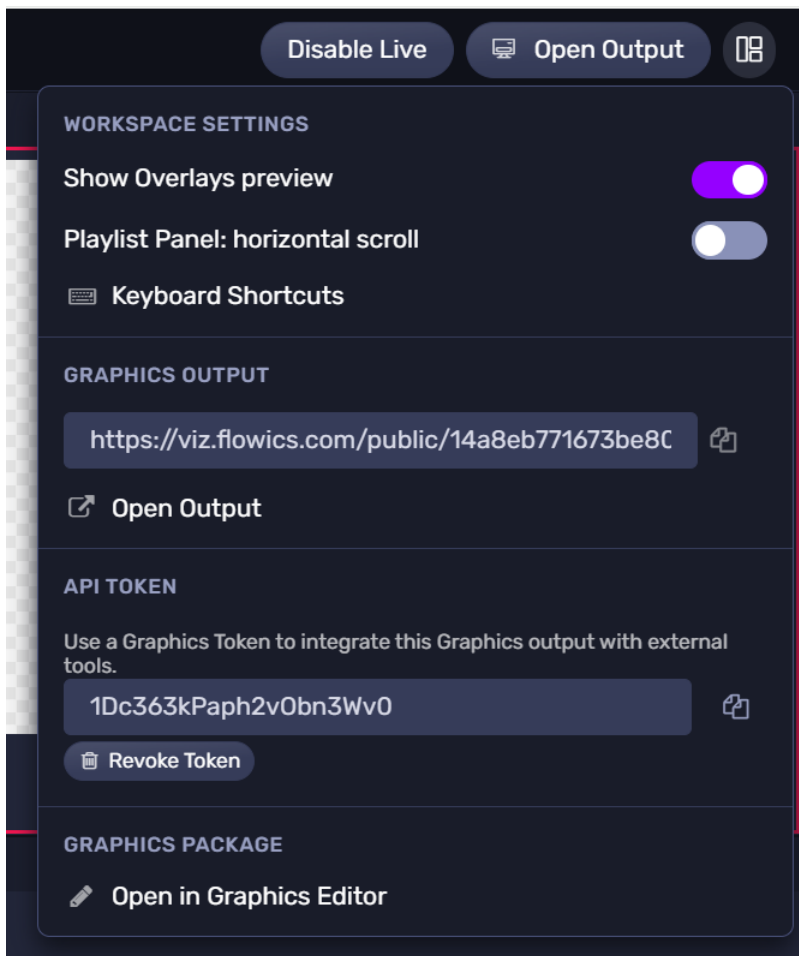 Disable Live
Open Output
WORKSPACE SETTINGS
Show Overlays preview
Playlist Panel: horizontal scroll
Keyboard Shortcuts
GRAPHICS OUTPUT
https://viz.flowics.com/public/14a8eb771673be80
Open Output
API TOKEN
Use a Graphics Token to integrate this Graphics output with external
tools.
1Dc363kPaph2vObn3Wv0
Revoke Token
GRAPHICS PACKAGE
Open in Graphics Editor